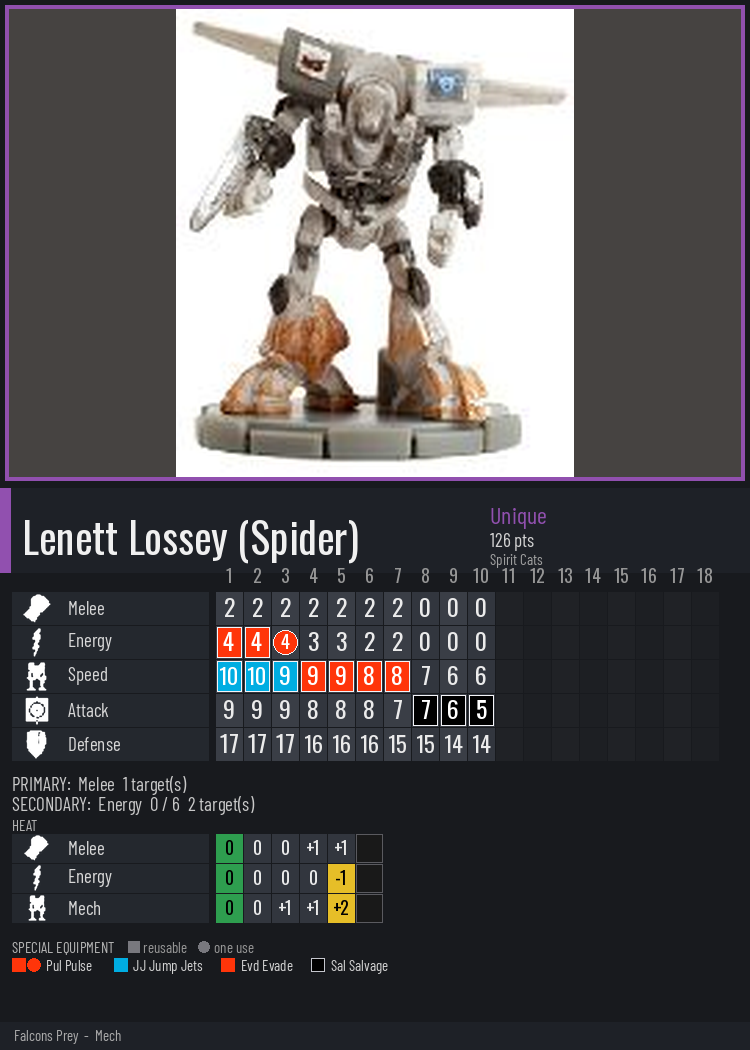 Lenett Lossey (Spider)
Unique
126 pts
Spirit Cats
1 2 3 4 5 6 7 8 9 10 11 12 13 14 15 16 17 18
Melee 2 2 2 2 2 2 2 0 0 0
Energy 4 4 4 3 3 2 2 0 0 0
Speed 10 10 9 9 9 8 8 7 6 6
Attack 9 9 9 8 8 8 7 7 6 5
Defense 17 17 17 16 16 16 15 15 14 14
PRIMARY: Melee 1 target(s)
SECONDARY: Energy 0 / 6 2 target(s)
HEAT
Melee 0 0 0 +1 +1
Energy 0 0 0 0 -1
Mech 0 0 +1 +1 +2
SPECIAL EQUIPMENT reusable one use
Pul Pulse JJ Jump Jets Evd Evade Sal Salvage
Falcons Prey - Mech